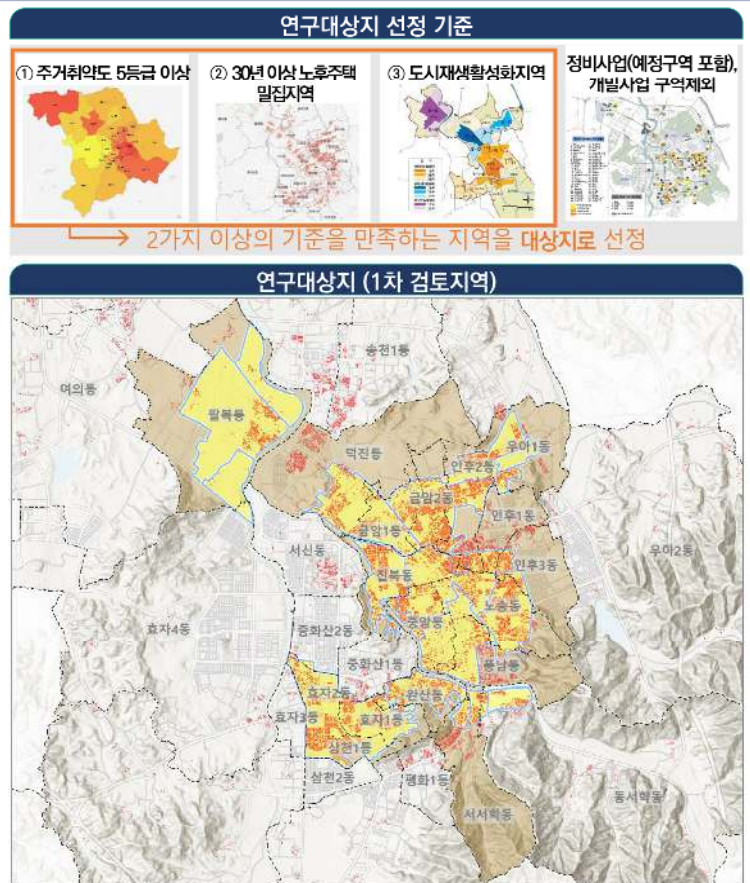 연구대상지 선정 기준
① 주거취약도 5등급 이상
② 30년 이상 노후주택
밀집지역
③ 도시재생활성화지역
정비사업(예정구역 포함),
개발사업 구역제외
2가지 이상의 기준을 만족하는 지역을 대상지로 선정
연구대상지 (1차 검토지역)
송천1동
여의동
팔복동
덕진동
우아1동
인후2동
금암2동
인후1동
금암1동
서신동
우아2동
인후3동
진북동
노송동
효자4동
중화산2동
중앙동
중화산1동
풍남동
효자2동
완산동
효자3동
효자1동
삼천1동
삼천2동
평화1동
동서학동
서서학동